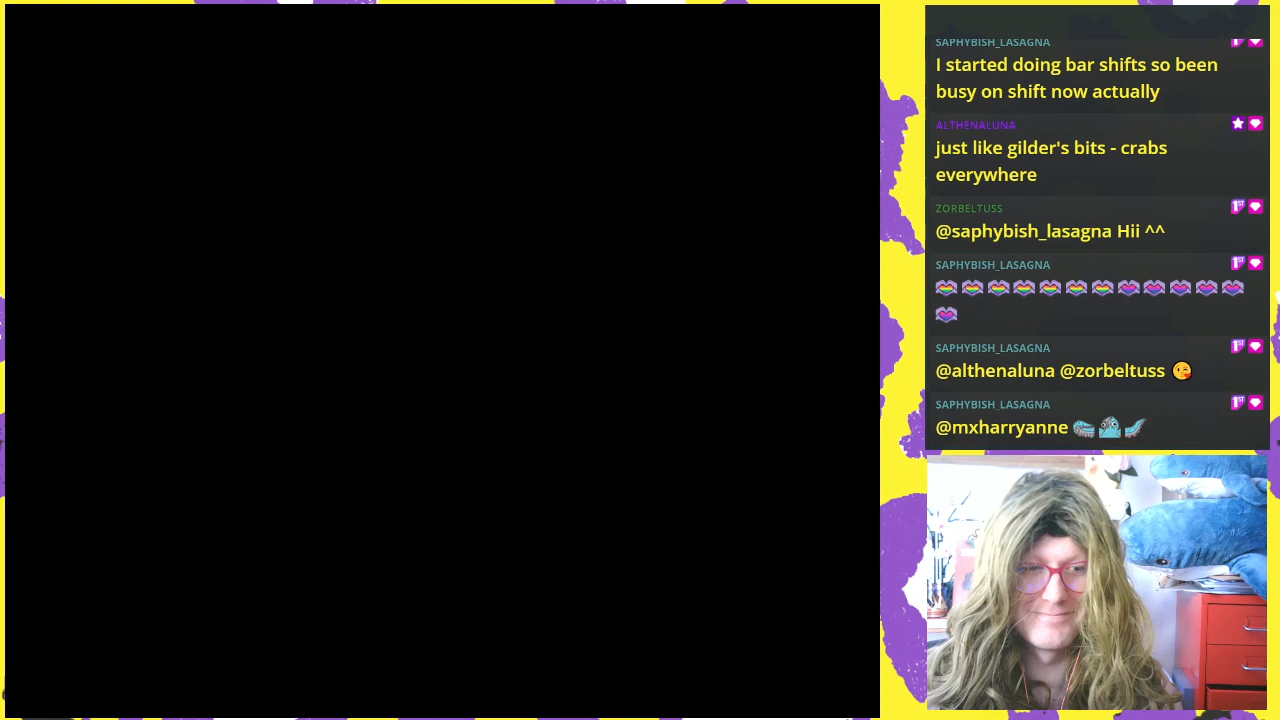 SAPHYBISH_LASAGNA
I started doing bar shifts so been
busy on shift now actually
ALTHENALUNA
just like gilder's bits - crabs
everywhere
ZORBELTUSS
@saphybish_lasagna Hii ^^
SAPHYBISH_LASAGNA
SAPHYBISH_LASAGNA
@althenaluna @zorbeltuss 😘
SAPHYBISH_LASAGNA
@mxharryanne